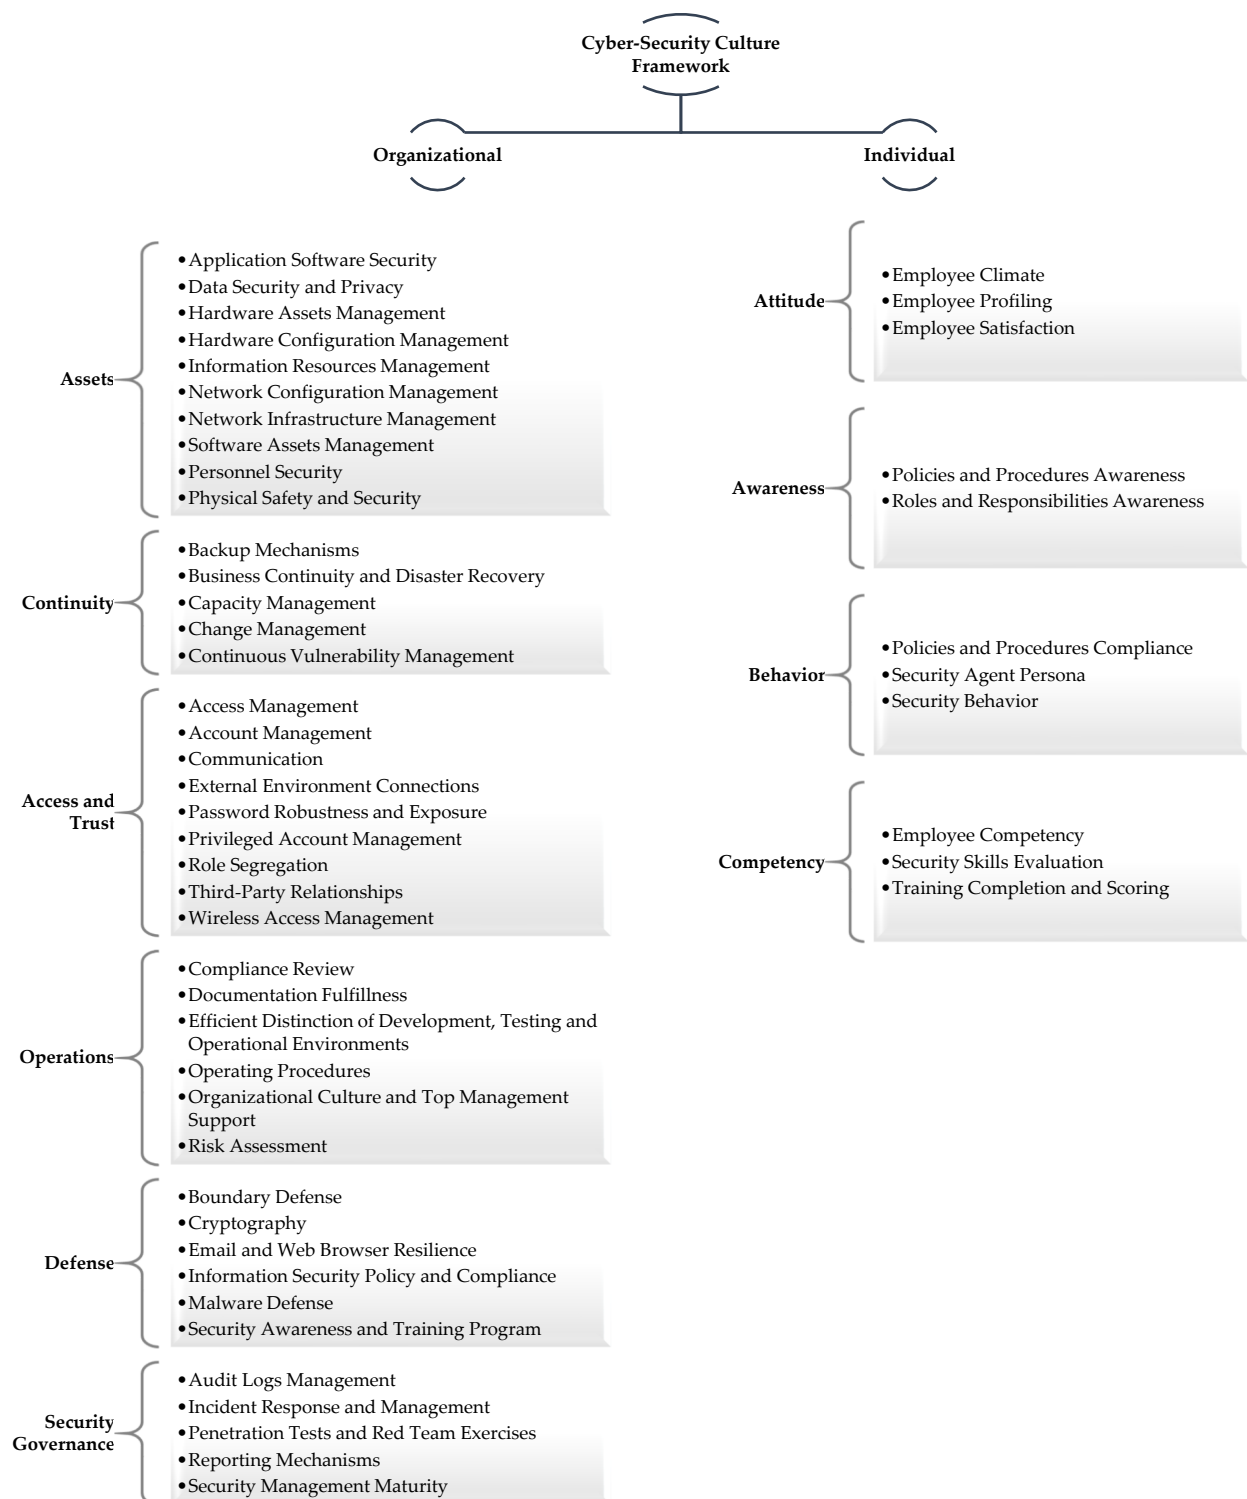 Cyber-Security Culture
Framework
Organizational
Individual
Assets
•Application Software Security
•Data Security and Privacy
•Hardware Assets Management
•Hardware Configuration Management
•Information Resources Management
•Network Configuration Management
•Network Infrastructure Management
•Software Assets Management
•Personnel Security
•Physical Safety and Security
Continuity
•Backup Mechanisms
•Business Continuity and Disaster Recovery
•Capacity Management
•Change Management
•Continuous Vulnerability Management
Access and
Trust
•Access Management
•Account Management
•Communication
•External Environment Connections
•Password Robustness and Exposure
•Privileged Account Management
•Role Segregation
•Third-Party Relationships
•Wireless Access Management
Operations
•Compliance Review
•Documentation Fulfillness
•Efficient Distinction of Development, Testing and
Operational Environments
•Operating Procedures
•Organizational Culture and Top Management
Support
•Risk Assessment
Defense
•Boundary Defense
•Cryptography
•Email and Web Browser Resilience
•Information Security Policy and Compliance
•Malware Defense
•Security Awareness and Training Program
Security
Governance
•Audit Logs Management
•Incident Response and Management
•Penetration Tests and Red Team Exercises
•Reporting Mechanisms
•Security Management Maturity
Attitude
•Employee Climate
•Employee Profiling
•Employee Satisfaction
Awareness
•Policies and Procedures Awareness
•Roles and Responsibilities Awareness
Behavior
•Policies and Procedures Compliance
•Security Agent Persona
•Security Behavior
Competency
•Employee Competency
•Security Skills Evaluation
•Training Completion and Scoring